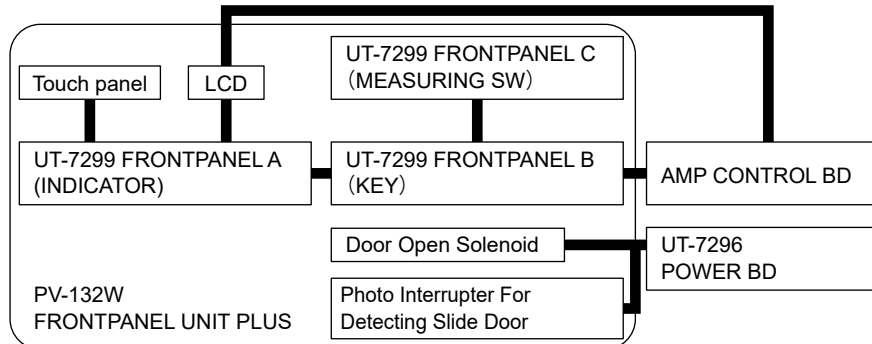 UT-7299 FRONTPANEL C
（MEASURING SW）
Touch panel
LCD
UT-7299 FRONTPANEL A
(INDICATOR)
UT-7299 FRONTPANEL B
（KEY）
AMP CONTROL BD
Door Open Solenoid
UT-7296
POWER BD
PV-132W
FRONTPANEL UNIT PLUS
Photo Interrupter For
Detecting Slide Door